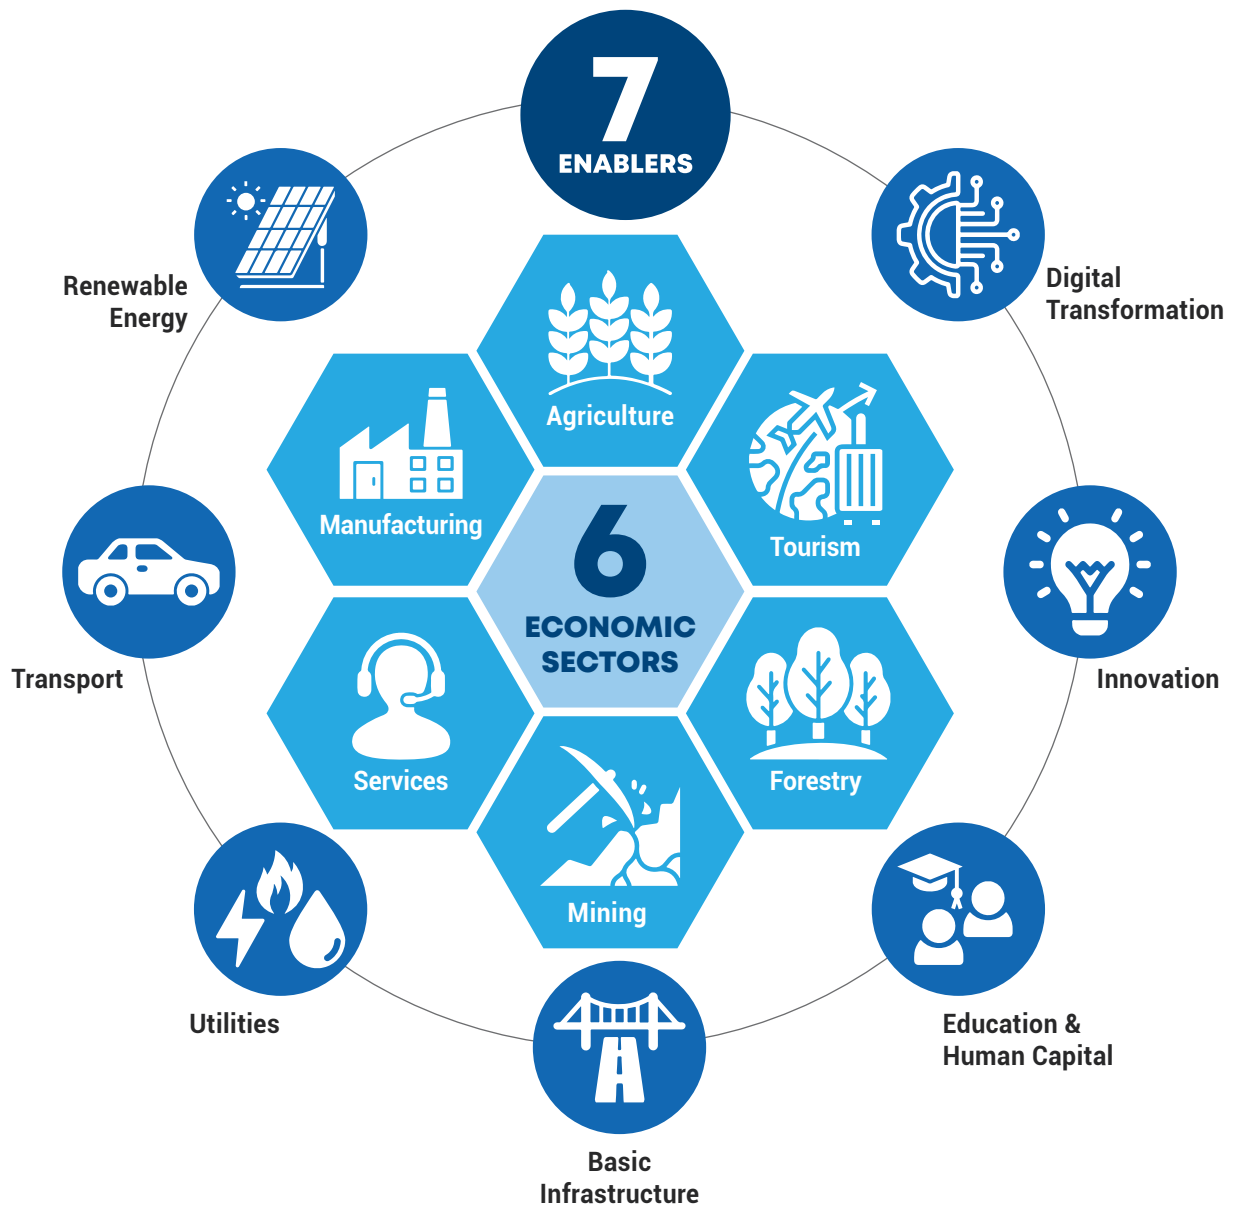 7
ENABLERS
Digital
Transformation
Innovation
Education &
Human Capital
Basic
Infrastructure
Utilities
Transport
Renewable
Energy
6
ECONOMIC
SECTORS
Agriculture
Tourism
Forestry
Mining
Services
Manufacturing